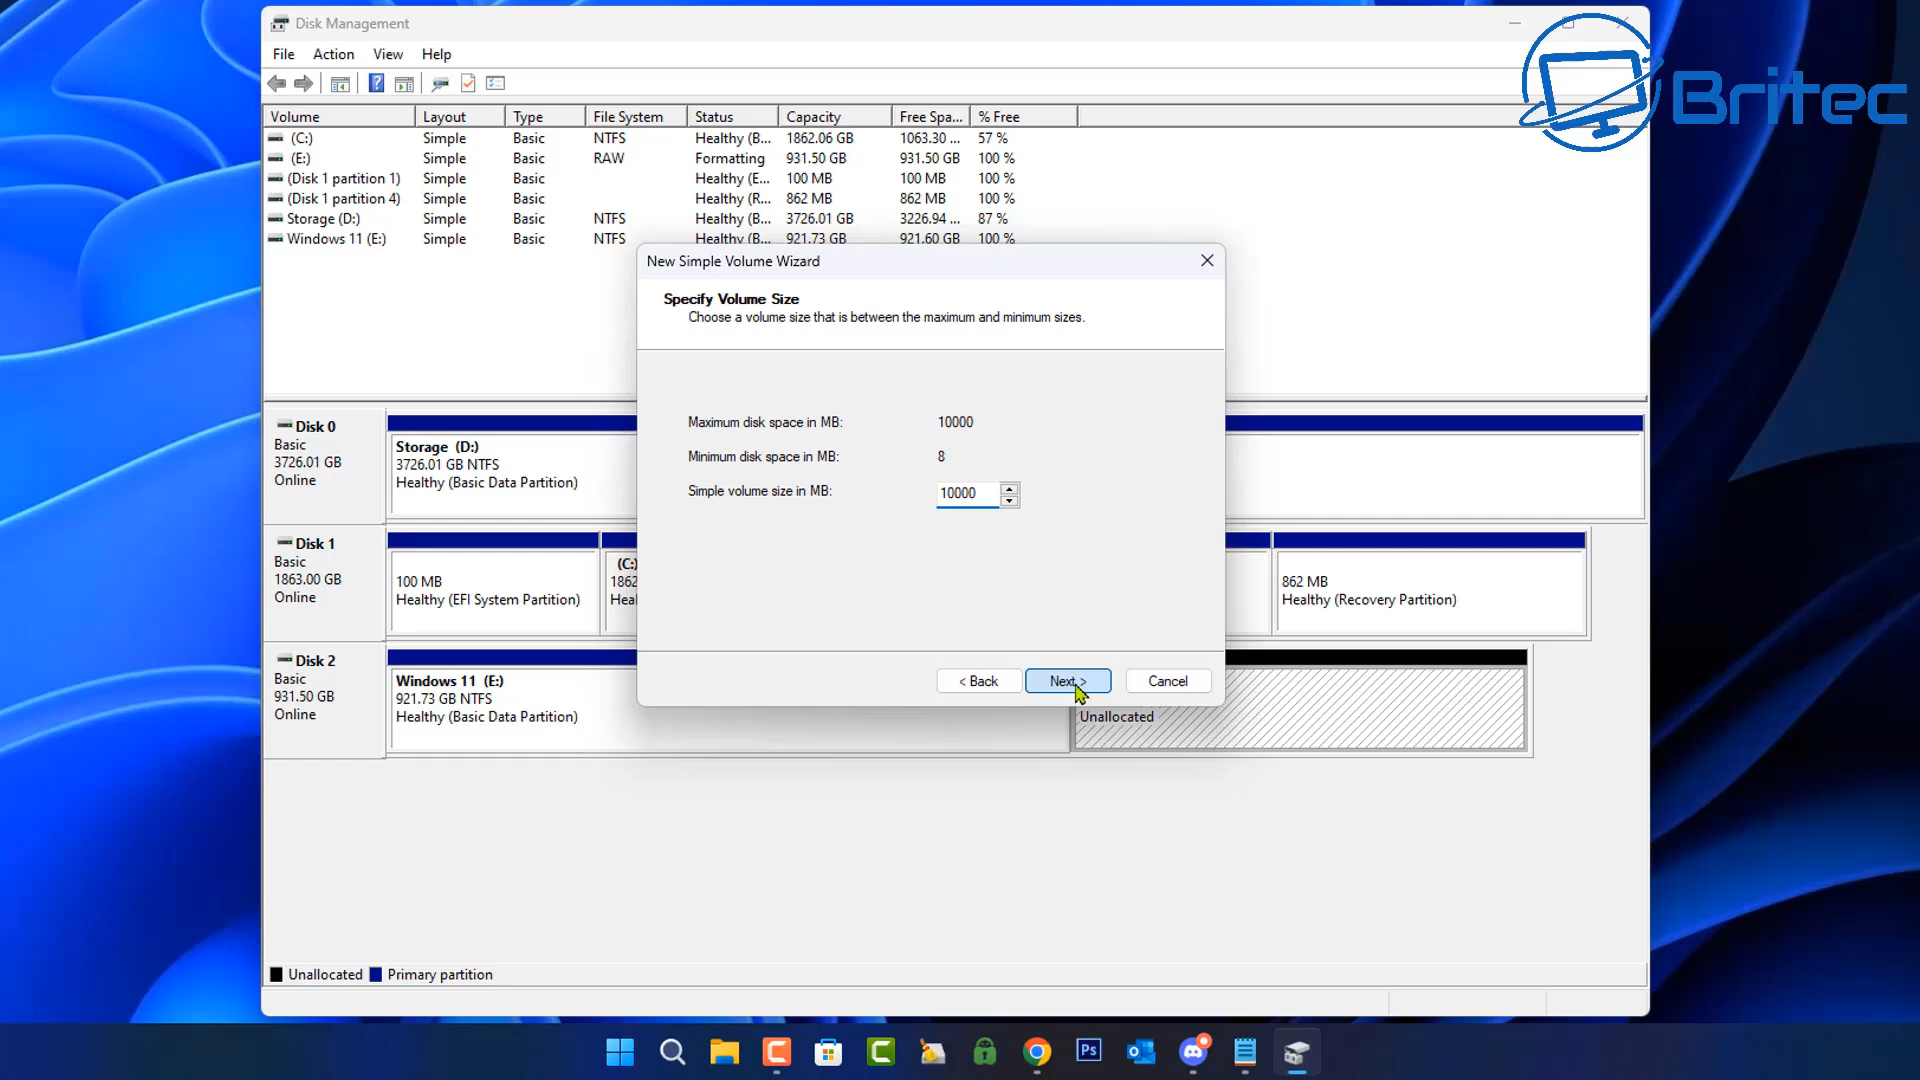 Disk Management
Britec
File Action View Help
Volume Layout Type File System Status Capacity Free Spa... % Free
(C:) Simple Basic NTFS Healthy (B... 1862.06 GB 1063.30 ... 57 %
(E:) Simple Basic RAW Formatting 931.50 GB 931.50 GB 100 %
(Disk 1 partition 1) Simple Basic Healthy (E... 100 MB 100 MB 100 %
(Disk 1 partition 4) Simple Basic Healthy (R... 862 MB 862 MB 100 %
Storage (D:) Simple Basic NTFS Healthy (B... 3726.01 GB 3226.94 ... 87 %
Windows 11 (E:) Simple Basic NTFS Healthy (B... 921.73 GB 921.60 GB 100 %
New Simple Volume Wizard
Specify Volume Size
Choose a volume size that is between the maximum and minimum sizes.
Maximum disk space in MB: 10000
Minimum disk space in MB: 8
Simple volume size in MB: 10000
< Back Next > Cancel
Disk 0
Basic
3726.01 GB
Online
Storage (D:)
3726.01 GB NTFS
Healthy (Basic Data Partition)
Disk 1
Basic
1863.00 GB
Online
100 MB
Healthy (EFI System Partition)
(C:)
1862
Heal
862 MB
Healthy (Recovery Partition)
Disk 2
Basic
931.50 GB
Online
Windows 11 (E:)
921.73 GB NTFS
Healthy (Basic Data Partition)
Unallocated
Unallocated Primary partition
Ps